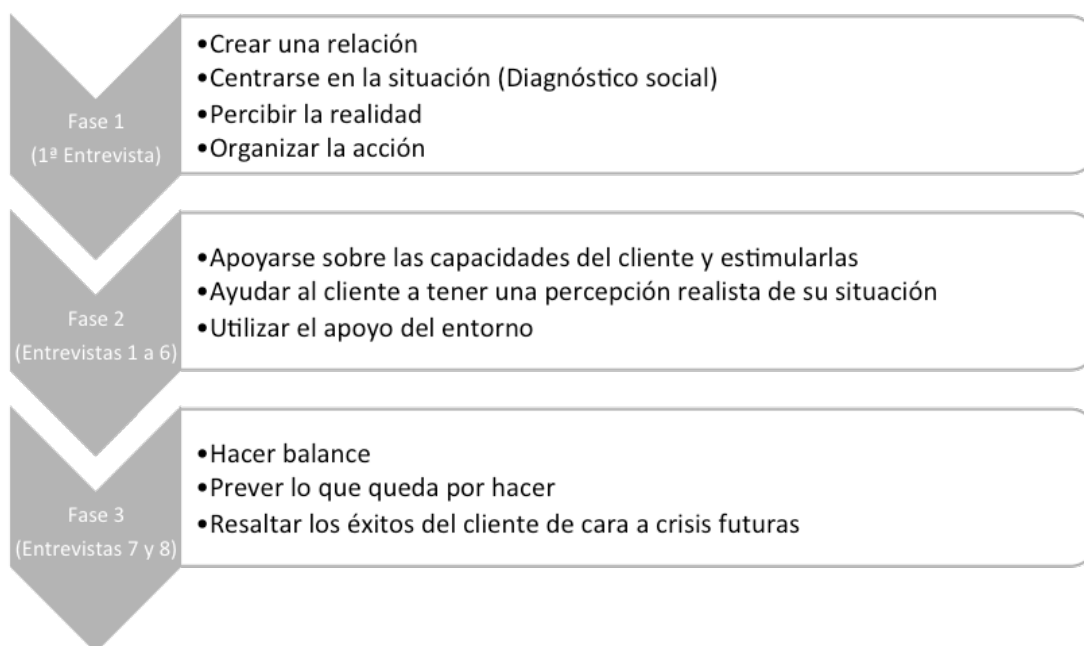 Fase 1
(1ª Entrevista)
•Crear una relación
•Centrarse en la situación (Diagnóstico social)
•Percibir la realidad
•Organizar la acción
Fase 2
(Entrevistas 1 a 6)
•Apoyarse sobre las capacidades del cliente y estimularlas
•Ayudar al cliente a tener una percepción realista de su situación
•Utilizar el apoyo del entorno
Fase 3
(Entrevistas 7 y 8)
•Hacer balance
•Prever lo que queda por hacer
•Resaltar los éxitos del cliente de cara a crisis futuras